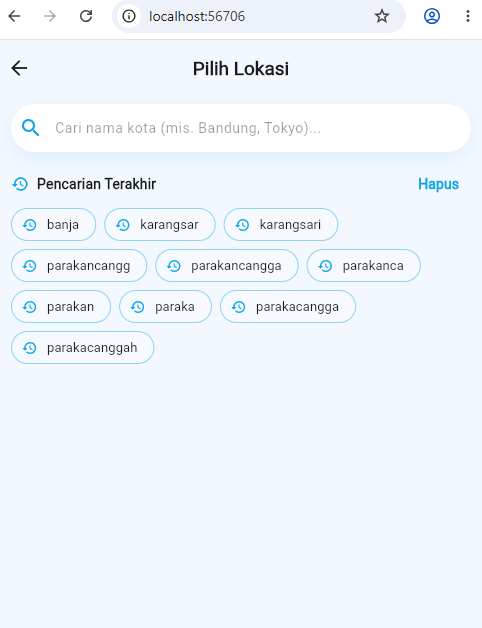 localhost:56706
Pilih Lokasi
Cari nama kota (mis. Bandung, Tokyo)...
Pencarian Terakhir Hapus
banja karangsar karangsari
parakancangg parakancangga parakanca
parakan paraka parakacangga
parakacanggah